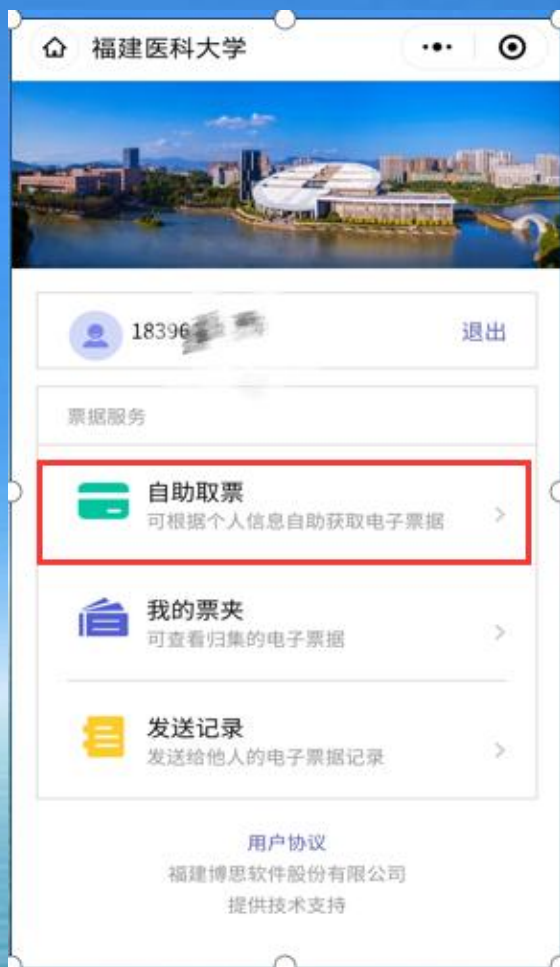 福建医科大学
18396
退出
票据服务
自助取票
可根据个人信息自助获取电子票据
我的票夹
可查看归集的电子票据
发送记录
发送给他人的电子票据记录
用户协议
福建博思软件股份有限公司
提供技术支持